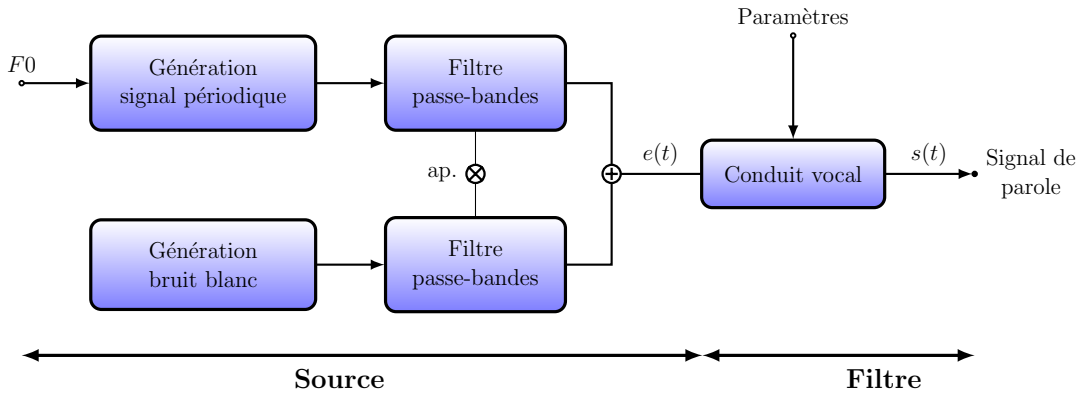 Paramètres
F0
Génération
signal périodique
Filtre
passe-bandes
ap.
e(t)
Conduit vocal
s(t)
Signal de
parole
Génération
bruit blanc
Filtre
passe-bandes
Source
Filtre